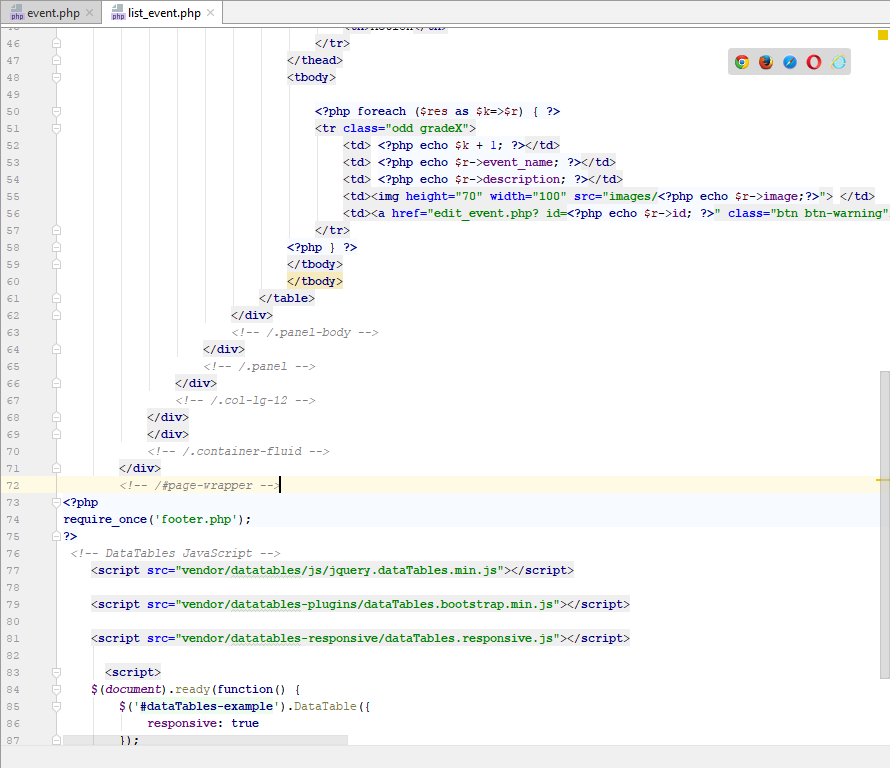 event.php
list_event.php
46 </tr>
47 </thead>
48 <tbody>
49
50 <?php foreach ($res as $k=>$r) { ?>
51 <tr class="odd gradeX">
52 <td> <?php echo $k + 1; ?></td>
53 <td> <?php echo $r->event_name; ?></td>
54 <td> <?php echo $r->description; ?></td>
55 <td><img height="70" width="100" src="images/<?php echo $r->image;?>"> </td>
56 <td><a href="edit_event.php? id=<?php echo $r->id; ?>" class="btn btn-warning"
57 </tr>
58 <?php } ?>
59 </tbody>
60 </tbody>
61 </table>
62 </div>
63 <!-- /.panel-body -->
64 </div>
65 <!-- /.panel -->
66 </div>
67 <!-- /.col-lg-12 -->
68 </div>
69 </div>
70 <!-- /.container-fluid -->
71 </div>
72 <!-- /#page-wrapper -->
73 <?php
74 require_once('footer.php');
75 ?>
76 <!-- DataTables JavaScript -->
77 <script src="vendor/datatables/js/jquery.dataTables.min.js"></script>
78
79 <script src="vendor/datatables-plugins/dataTables.bootstrap.min.js"></script>
80
81 <script src="vendor/datatables-responsive/dataTables.responsive.js"></script>
82
83 <script>
84 $(document).ready(function() {
85 $('#dataTables-example').DataTable({
86 responsive: true
87 });